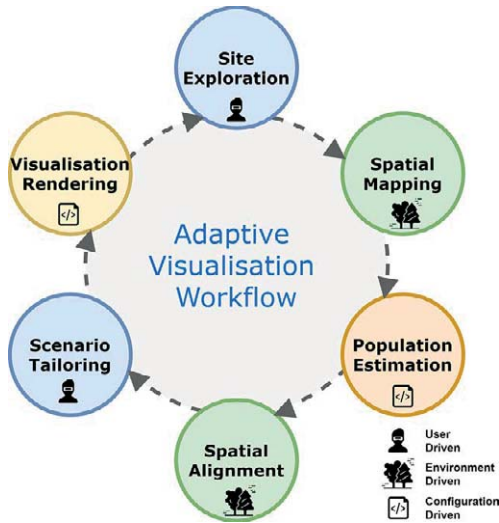 Site
Exploration
Visualisation
Rendering
</>
Spatial
Mapping
Adaptive
Visualisation
Workflow
Scenario
Tailoring
Population
Estimation
</>
Spatial
Alignment
User
Driven
Environment
Driven
</>
Configuration
Driven